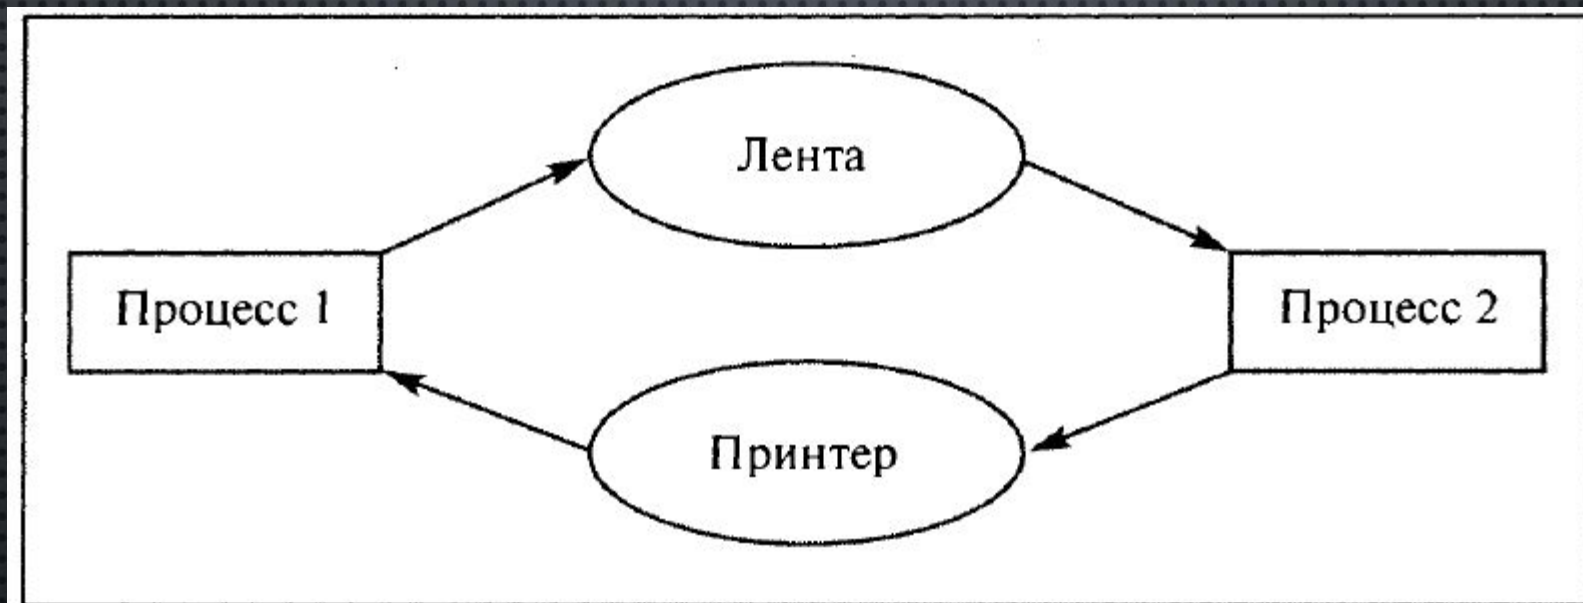 Лента
Процесс 1
Процесс 2
Принтер